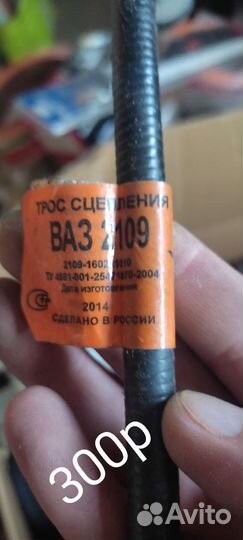 ТРОС СЦЕПЛЕНИЯ
ВАЗ 2109
2014
Дата изготовления
СДЕЛАНО В РОССИИ
300р
Avito